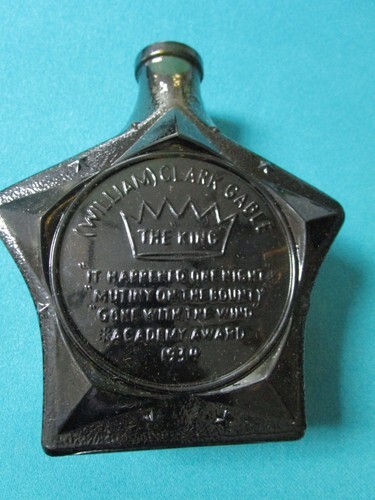 (WILLIAM) CLARK GABLE
THE KING
"IT HAPPENED ONE NIGHT
"MUTINY ON THE BOUNTY
"GONE WITH THE WIND
*ACADEMY AWARD
1934